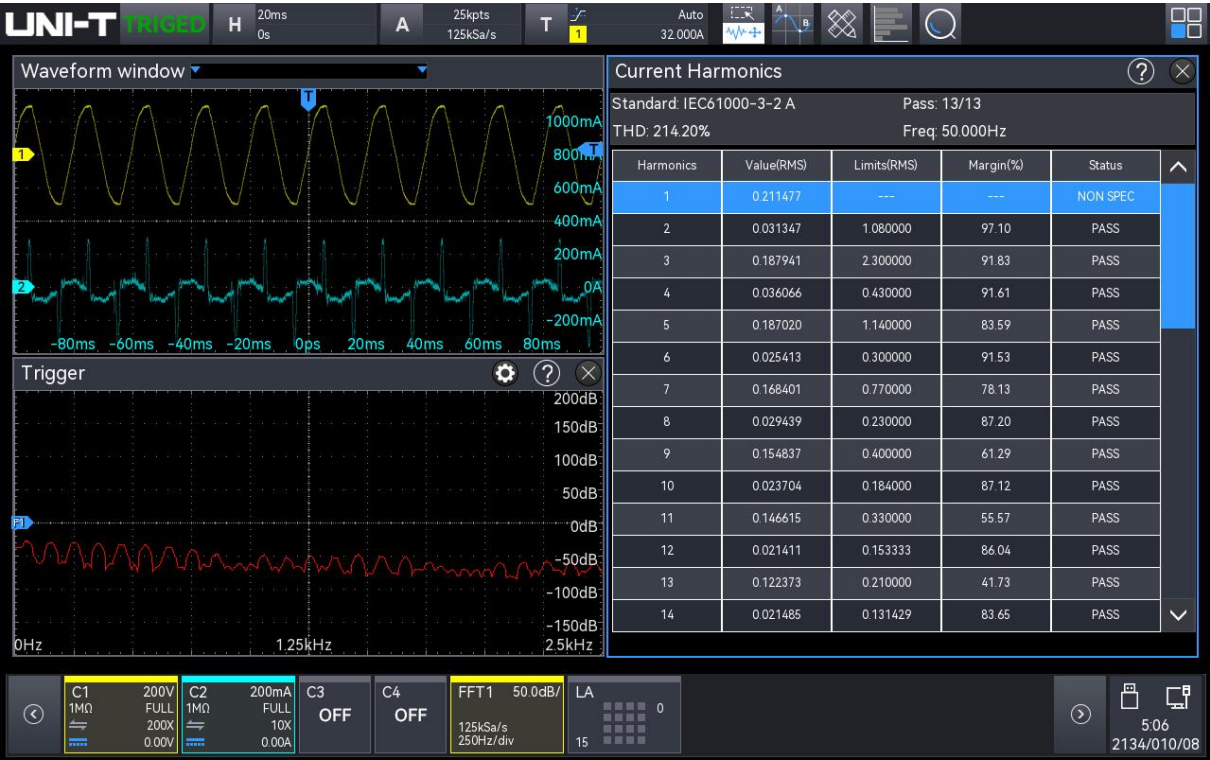 UNI-T TRIGED H 20ms 0s A 25kpts 125kSa/s T 1 Auto 32.000A A B
Waveform window
T
1000mA
1
800mA T
600mA
400mA
200mA
2 0A
-200mA
-80ms -60ms -40ms -20ms 0ps 20ms 40ms 60ms 80ms
Trigger ?
200dB
150dB
100dB
50dB
0dB
-50dB
-100dB
-150dB
0Hz 1.25kHz 2.5kHz
Current Harmonics ?
Standard: IEC61000-3-2 A Pass: 13/13
THD: 214.20% Freq: 50.000Hz
Harmonics Value(RMS) Limits(RMS) Margin(%) Status
1 0.211477 --- --- NON SPEC
2 0.031347 1.080000 97.10 PASS
3 0.187941 2.300000 91.83 PASS
4 0.036066 0.430000 91.61 PASS
5 0.187020 1.140000 83.59 PASS
6 0.025413 0.300000 91.53 PASS
7 0.168401 0.770000 78.13 PASS
8 0.029439 0.230000 87.20 PASS
9 0.154837 0.400000 61.29 PASS
10 0.023704 0.184000 87.12 PASS
11 0.146615 0.330000 55.57 PASS
12 0.021411 0.153333 86.04 PASS
13 0.122373 0.210000 41.73 PASS
14 0.021485 0.131429 83.65 PASS
C1 200V C2 200mA C3 C4 FFT1 50.0dB/ LA
1MΩ FULL 1MΩ FULL OFF OFF 0
200X 10X 125kSa/s
0.00V 0.00A 250Hz/div 15
5:06
2134/010/08